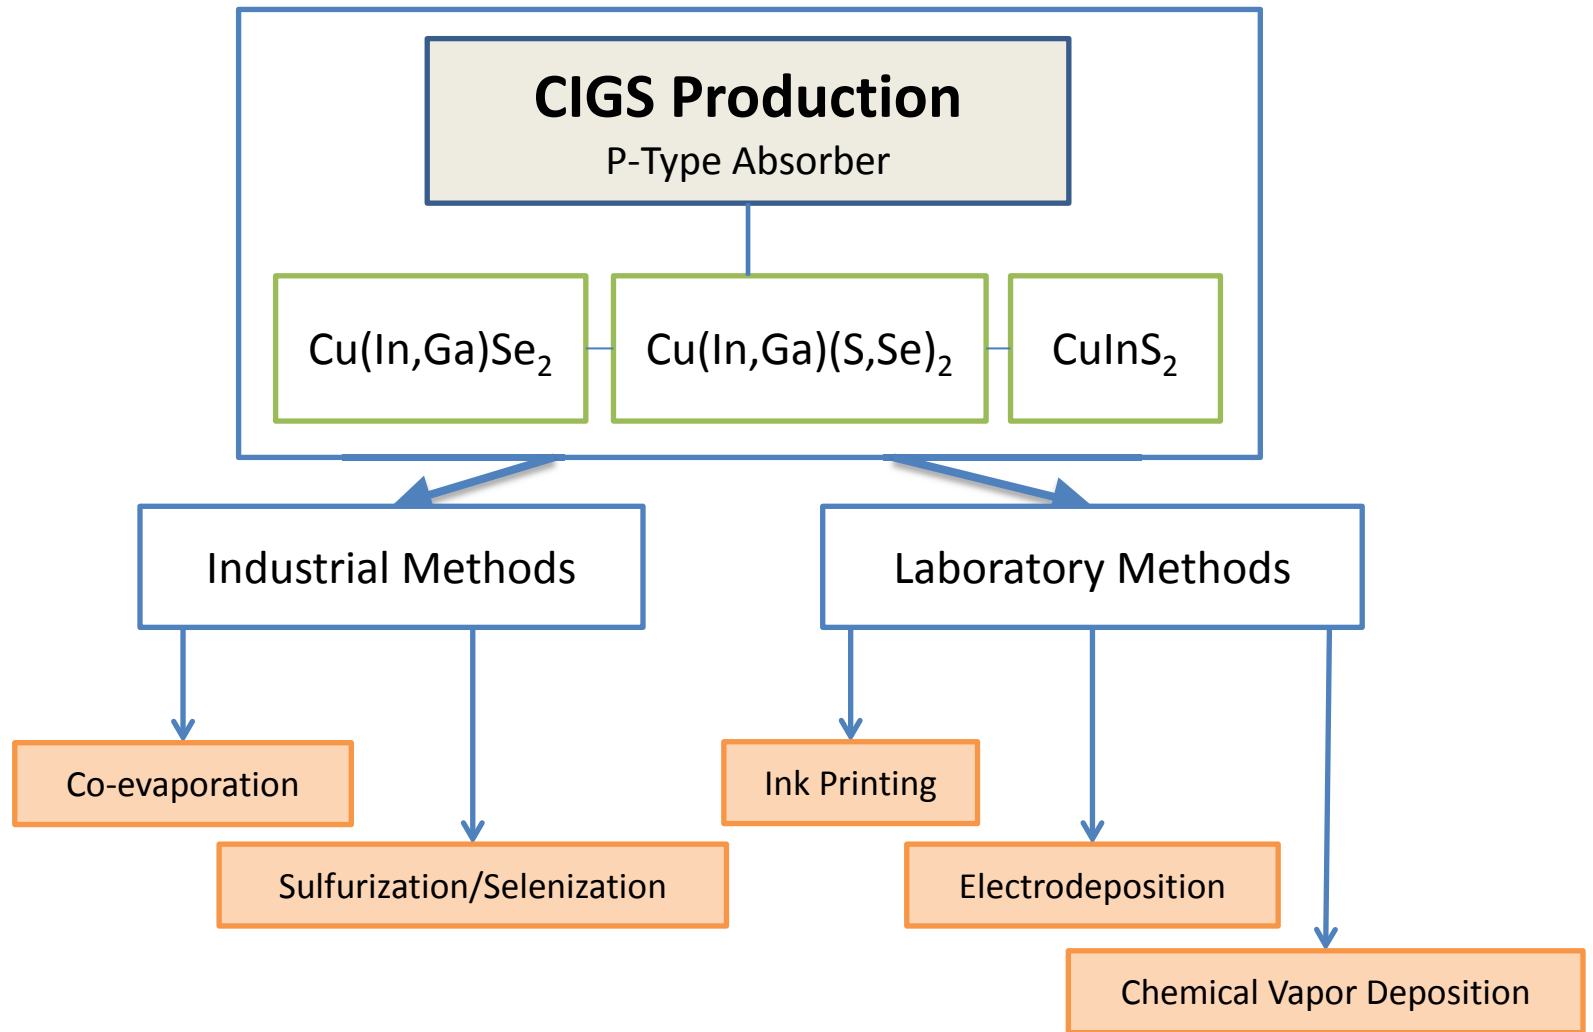 CIGS Production
P-Type Absorber
Cu(In,Ga)Se₂
Cu(In,Ga)(S,Se)₂
CuInS₂
Industrial Methods
Laboratory Methods
Co-evaporation
Ink Printing
Sulfurization/Selenization
Electrodeposition
Chemical Vapor Deposition